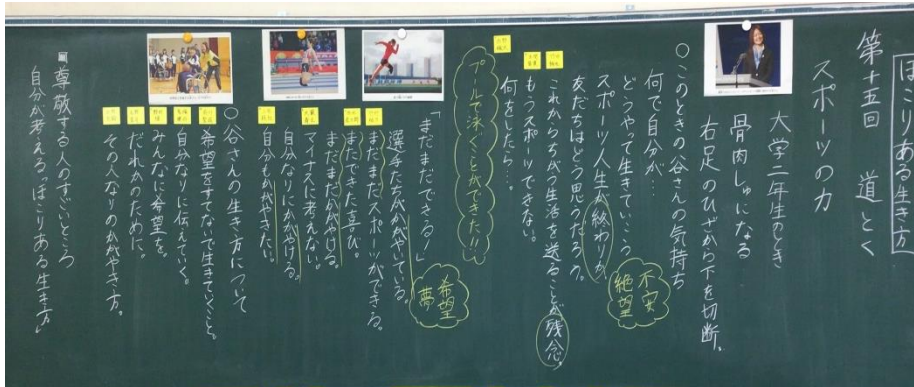 ほこりある生き方
第十五回 道とく
スポーツの力
大学二年生のとき
骨肉しゅになる
右足のひざから下を切断。
○このときの谷さんの気持ち
何で自分が…
どうやって生きていこう
スポーツ人生が終わりか
友だちはどう思うだろう。
不安
絶望
これからちがう生活を送ることが残念。
もうスポーツできない。
何をしたら…。
プールで泳ぐことができた!!
「まだまだできる!」
希望
夢
選手たちがかがやいている。
まだまだスポーツができる。
またできた喜び。
まだまだかがやける。
マイナスに考えない。
自分なりにかがやける。
自分もかがやきたい。
○谷さんの生き方について
希望をすてないで生きていくこと。
自分なりに伝えていく。
みんなに希望を。
だれかのために。
その人なりのかがやき方。
尊敬する人のすごいところ
自分が考える「ほこりある生き方」